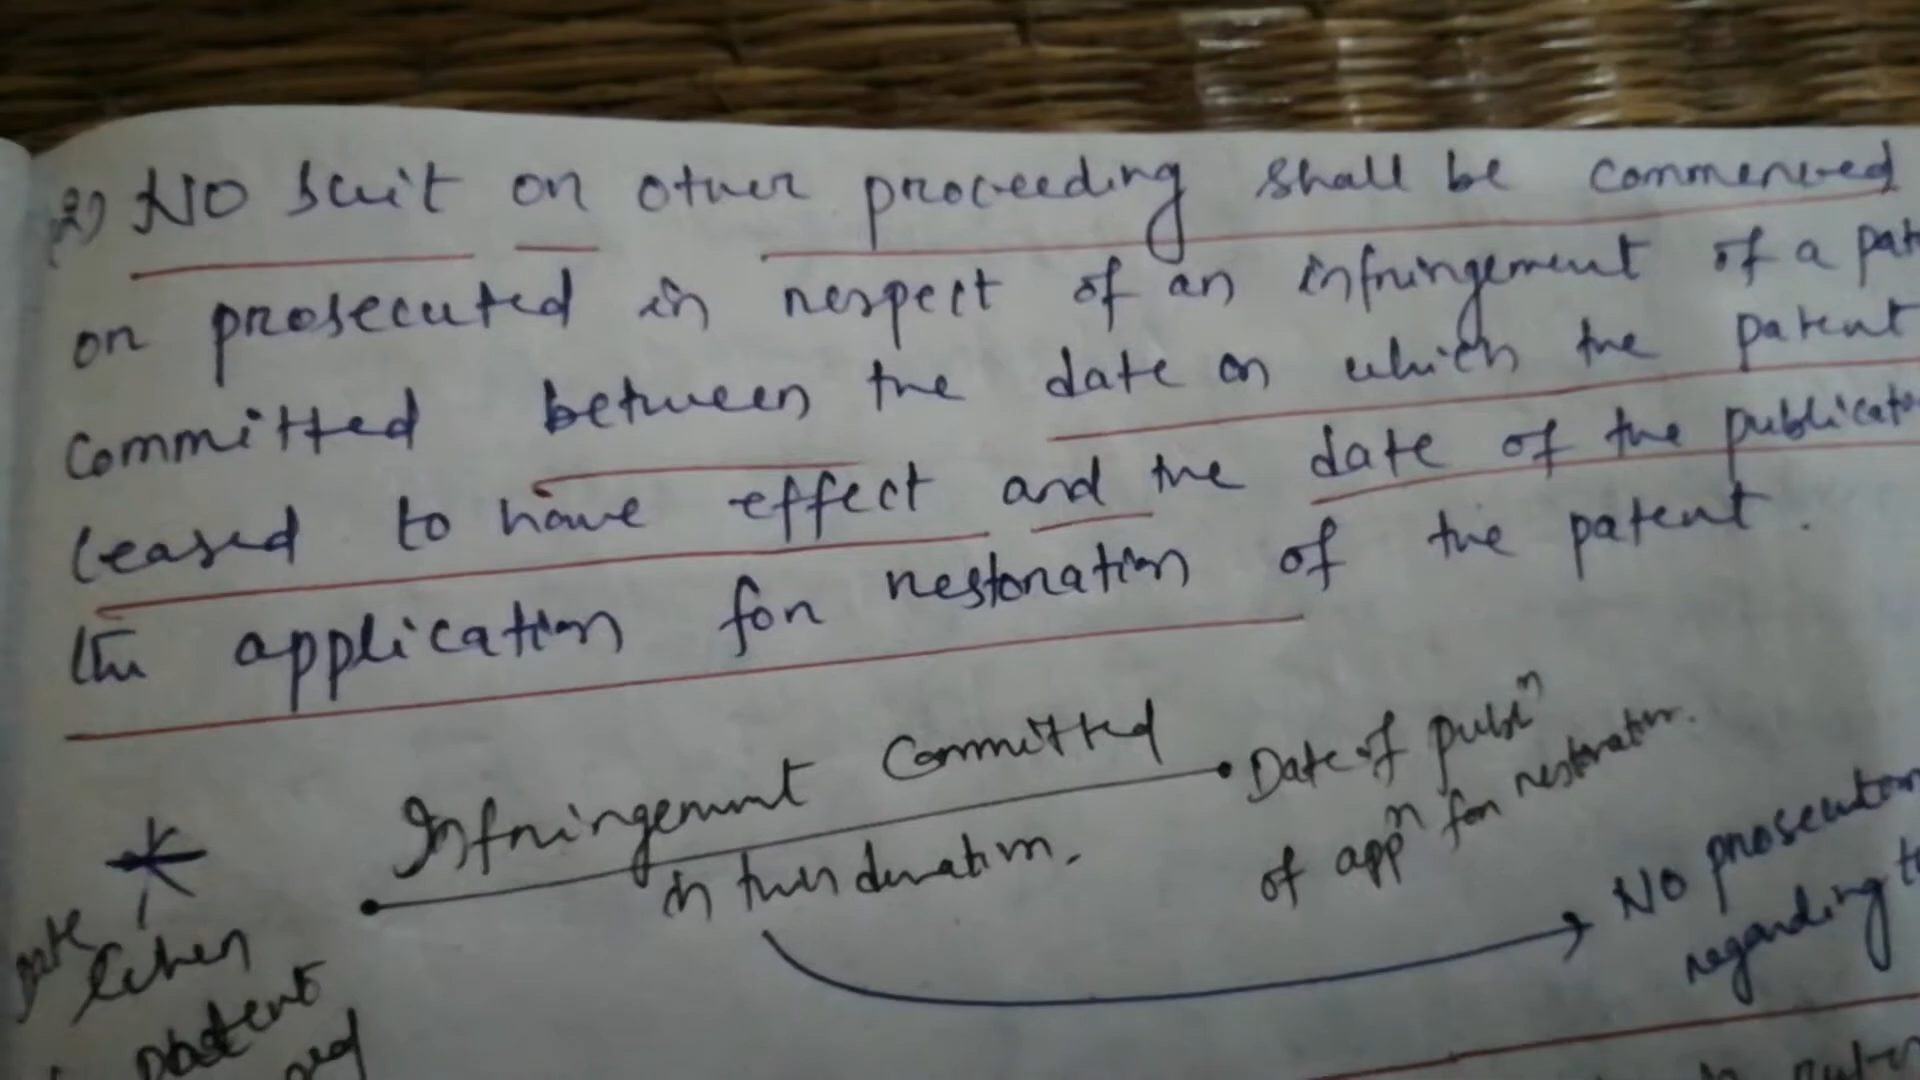 (2) No suit or other proceeding shall be commenced
or prosecuted in respect of an infringement of a pat
committed between the date on which the patent
ceased to have effect and the date of the publicat
the application for restoration of the patent.
Infringement Committed
in this duration.
Date of publn
of appn for restoration.
No prosecution
regarding t
Date when
patent